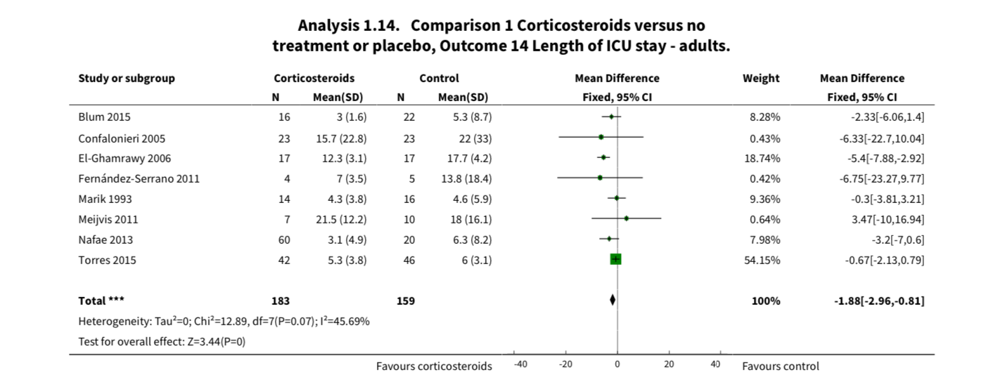 Analysis 1.14. Comparison 1 Corticosteroids versus no
treatment or placebo, Outcome 14 Length of ICU stay - adults.
Study or subgroup Corticosteroids Control Mean Difference Weight Mean Difference
N Mean(SD) N Mean(SD) Fixed, 95% CI Fixed, 95% CI
Blum 2015 16 3 (1.6) 22 5.3 (8.7) 8.28% -2.33[-6.06,1.4]
Confalonieri 2005 23 15.7 (22.8) 23 22 (33) 0.43% -6.33[-22.7,10.04]
El-Ghamrawy 2006 17 12.3 (3.1) 17 17.7 (4.2) 18.74% -5.4[-7.88,-2.92]
Fernández-Serrano 2011 4 7 (3.5) 5 13.8 (18.4) 0.42% -6.75[-23.27,9.77]
Marik 1993 14 4.3 (3.8) 16 4.6 (5.9) 9.36% -0.3[-3.81,3.21]
Meijvis 2011 7 21.5 (12.2) 10 18 (16.1) 0.64% 3.47[-10,16.94]
Nafae 2013 60 3.1 (4.9) 20 6.3 (8.2) 7.98% -3.2[-7,0.6]
Torres 2015 42 5.3 (3.8) 46 6 (3.1) 54.15% -0.67[-2.13,0.79]
Total *** 183 159 100% -1.88[-2.96,-0.81]
Heterogeneity: Tau²=0; Chi²=12.89, df=7(P=0.07); I²=45.69%
Test for overall effect: Z=3.44(P=0)
Favours corticosteroids -40 -20 0 20 40 Favours control